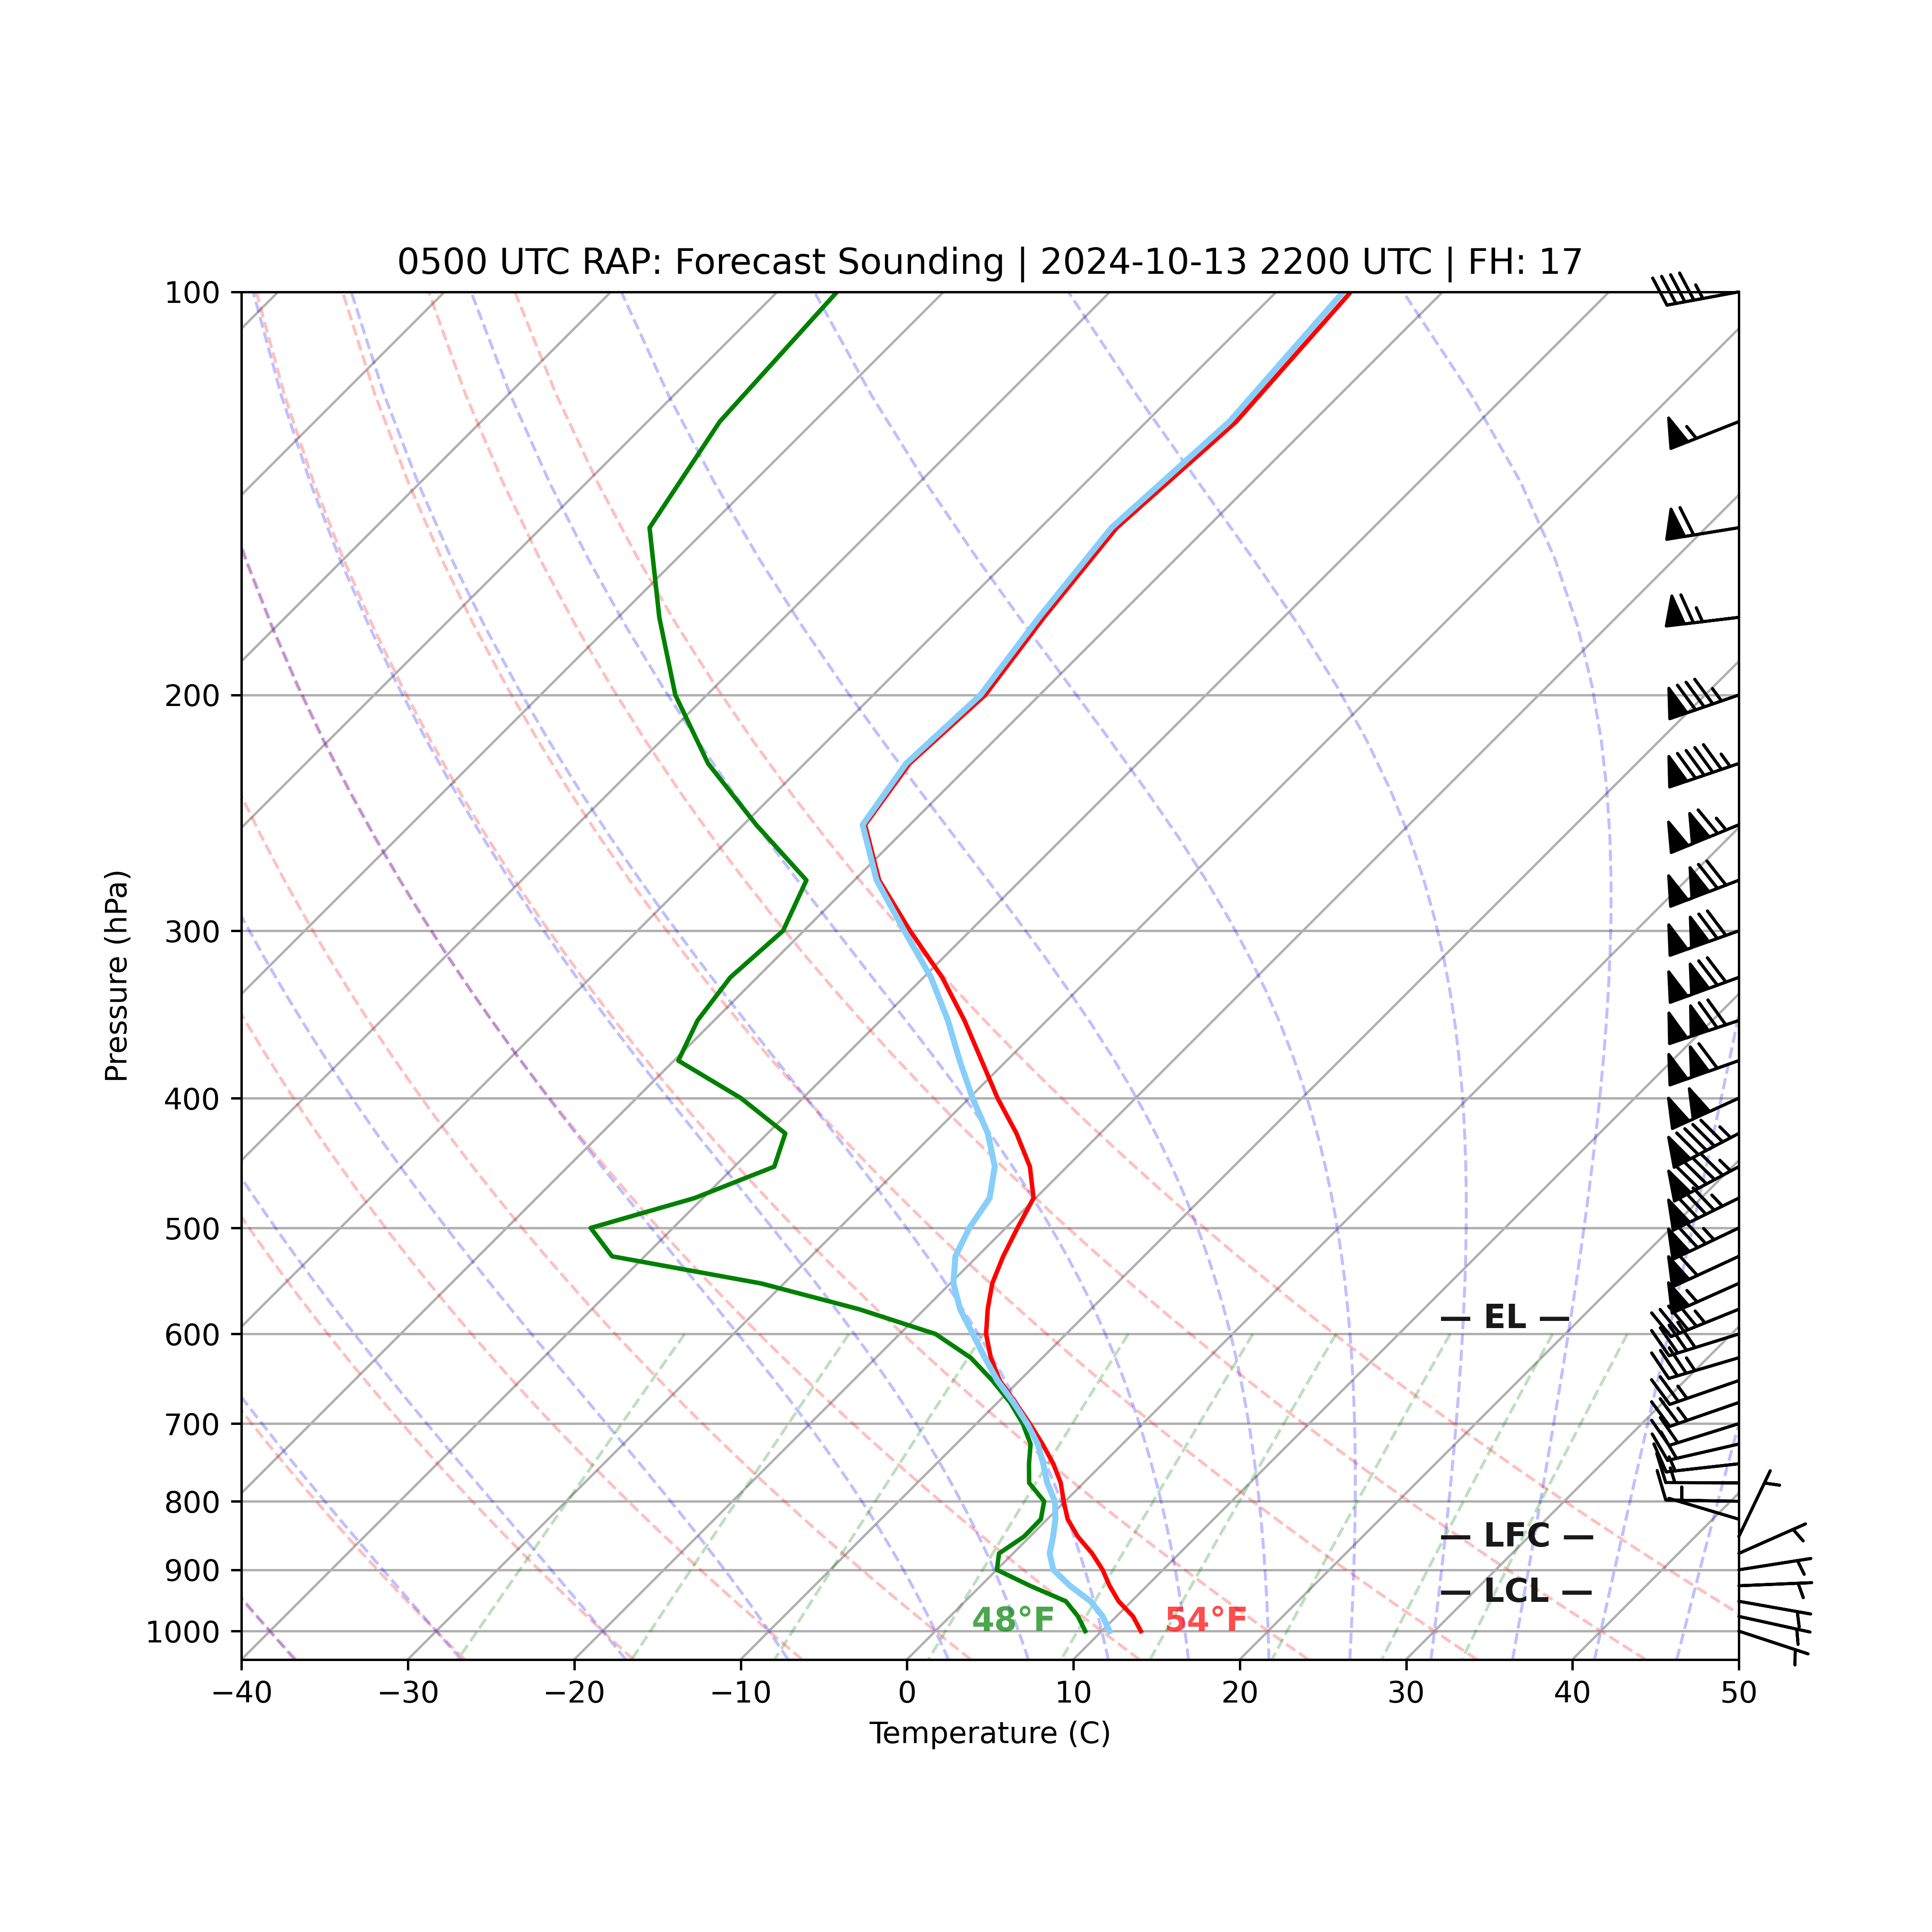 0500 UTC RAP: Forecast Sounding | 2024-10-13 2200 UTC | FH: 17
100
200
300
400
500
600
700
800
900
1000
Pressure (hPa)
— EL —
— LFC —
— LCL —
48°F 54°F
−40 −30 −20 −10 0 10 20 30 40 50
Temperature (C)